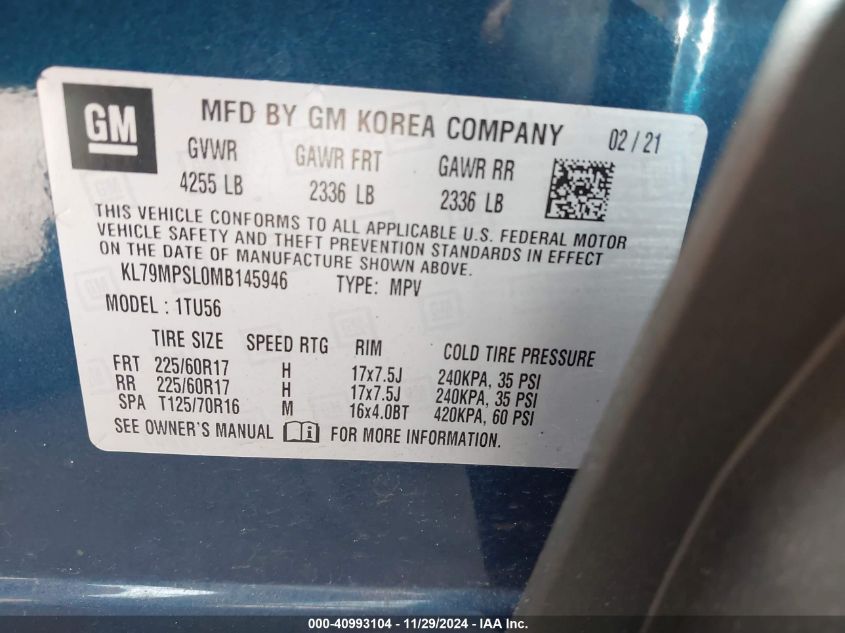 GM
MFD BY GM KOREA COMPANY 02 / 21
GVWR GAWR FRT GAWR RR
4255 LB 2336 LB 2336 LB
THIS VEHICLE CONFORMS TO ALL APPLICABLE U.S. FEDERAL MOTOR
VEHICLE SAFETY AND THEFT PREVENTION STANDARDS IN EFFECT
ON THE DATE OF MANUFACTURE SHOWN ABOVE.
KL79MPSL0MB145946 TYPE: MPV
MODEL : 1TU56
TIRE SIZE SPEED RTG RIM COLD TIRE PRESSURE
FRT 225/60R17 H 17x7.5J 240KPA, 35 PSI
RR 225/60R17 H 17x7.5J 240KPA, 35 PSI
SPA T125/70R16 M 16x4.0BT 420KPA, 60 PSI
SEE OWNER'S MANUAL i FOR MORE INFORMATION.
000-40993104 - 11/29/2024 - IAA Inc.